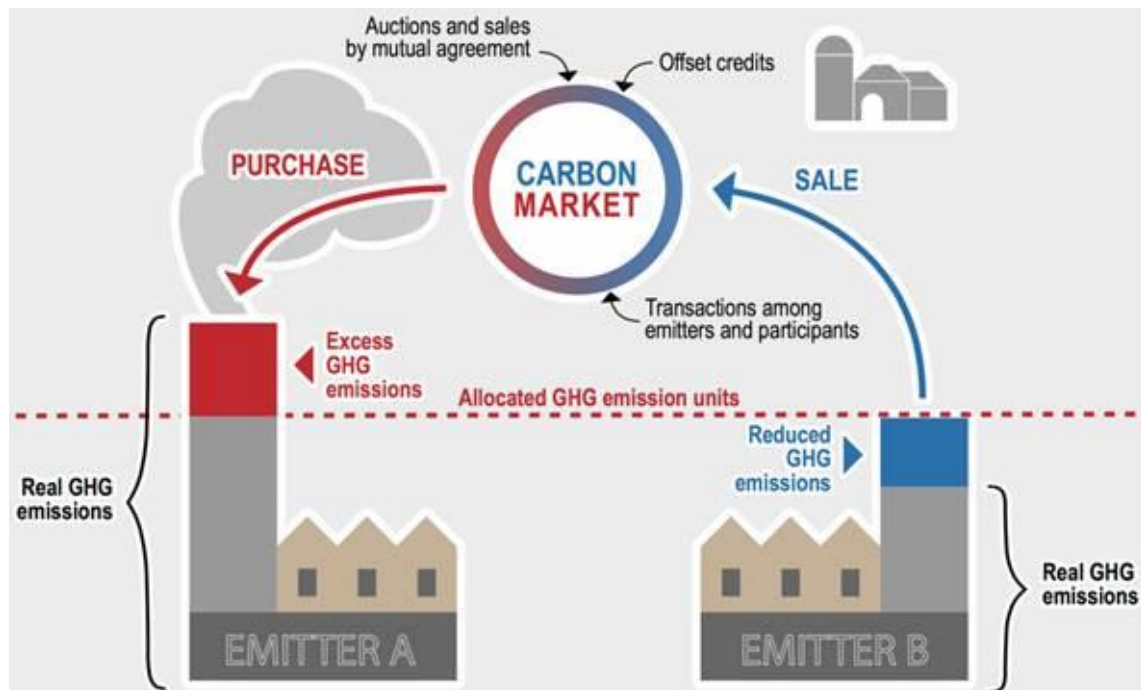 Auctions and sales
by mutual agreement
Offset credits
PURCHASE
CARBON
MARKET
SALE
Transactions among
emitters and participants
Excess
GHG
emissions
Allocated GHG emission units
Reduced
GHG
emissions
Real GHG
emissions
Real GHG
emissions
EMITTER A
EMITTER B